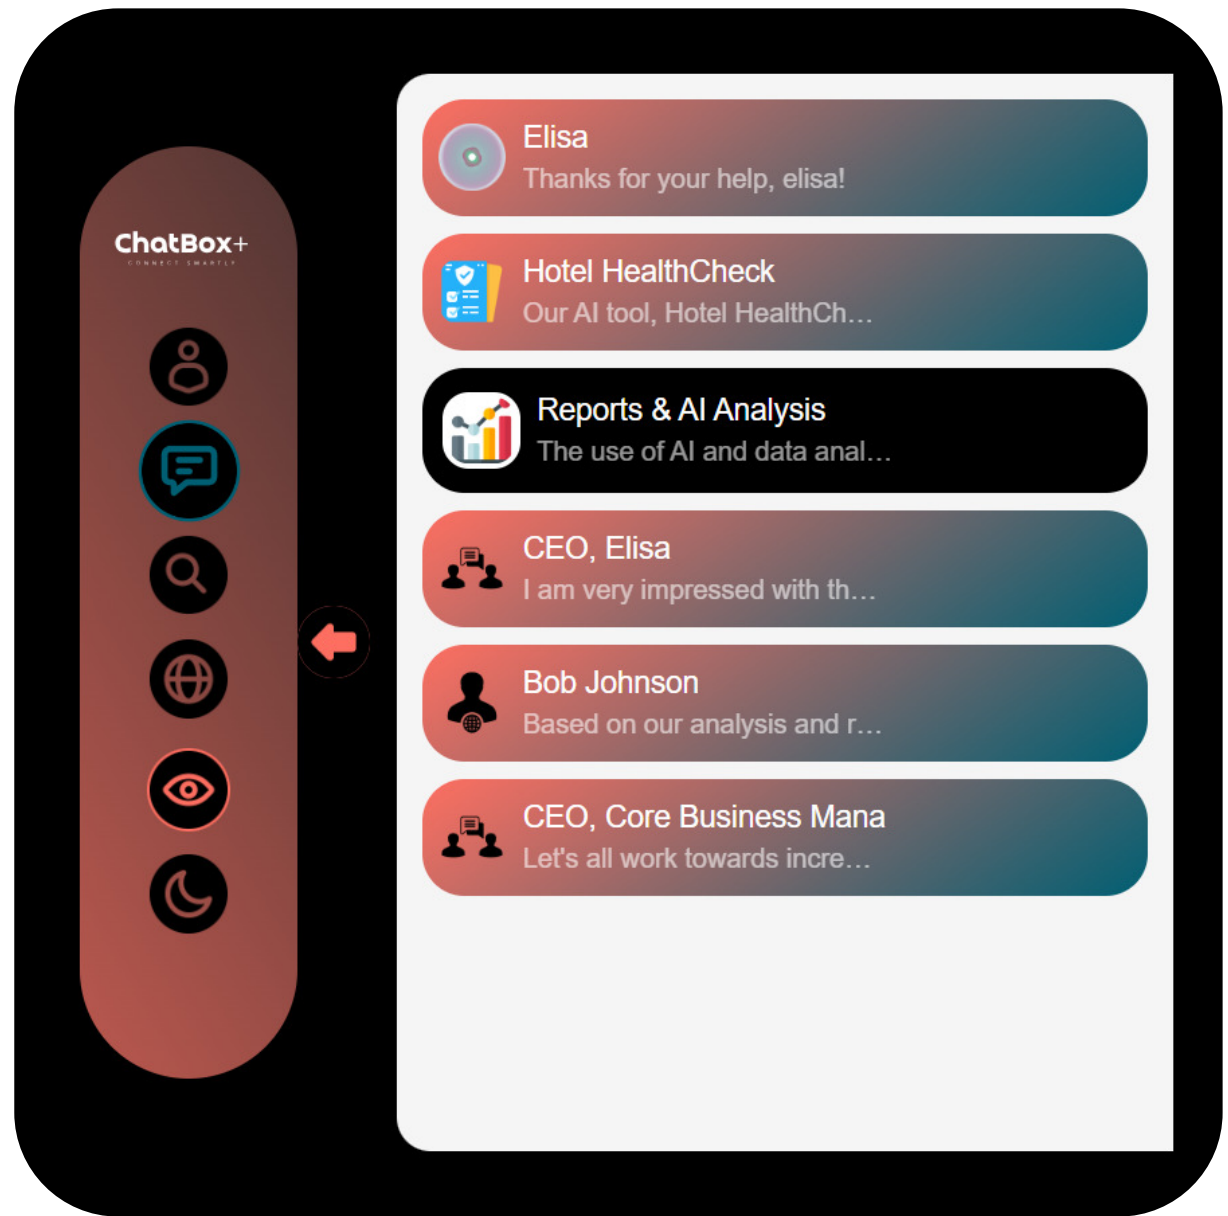 ChatBox+
CONNECT SMARTLY
Elisa
Thanks for your help, elisa!
Hotel HealthCheck
Our AI tool, Hotel HealthCh...
Reports & AI Analysis
The use of AI and data anal...
CEO, Elisa
I am very impressed with th...
Bob Johnson
Based on our analysis and r...
CEO, Core Business Mana
Let's all work towards incre...